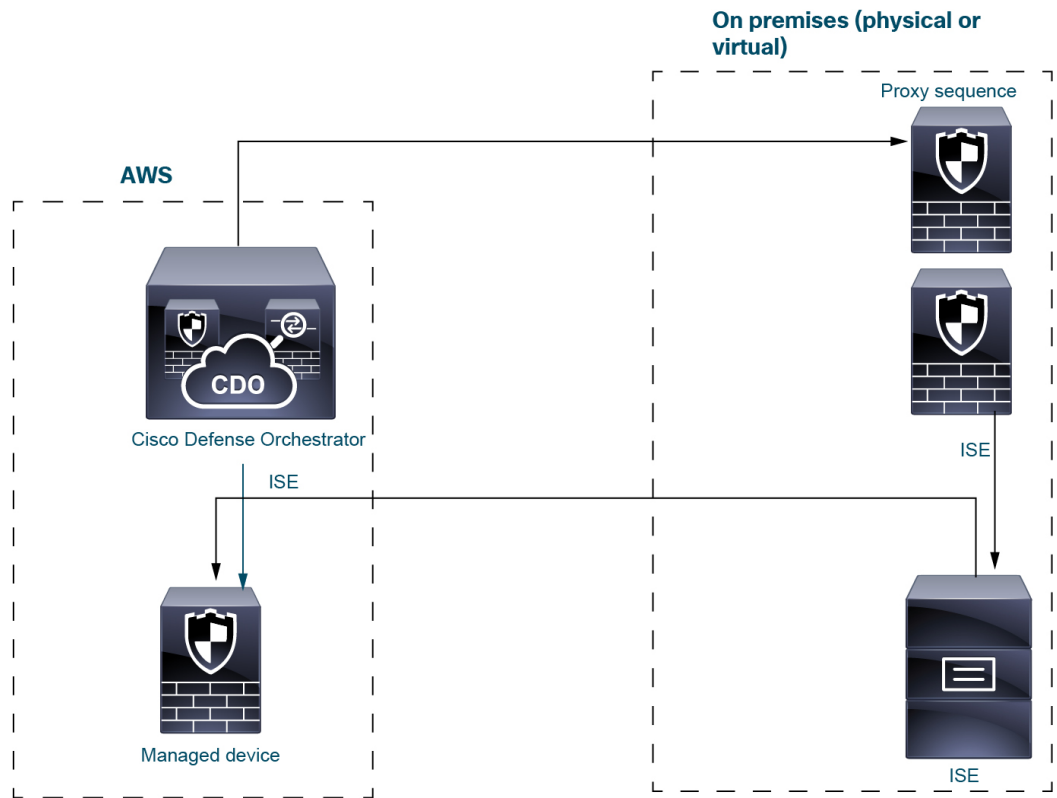 On premises (physical or
virtual)
Proxy sequence
AWS
CDO
Cisco Defense Orchestrator
ISE
ISE
Managed device
ISE